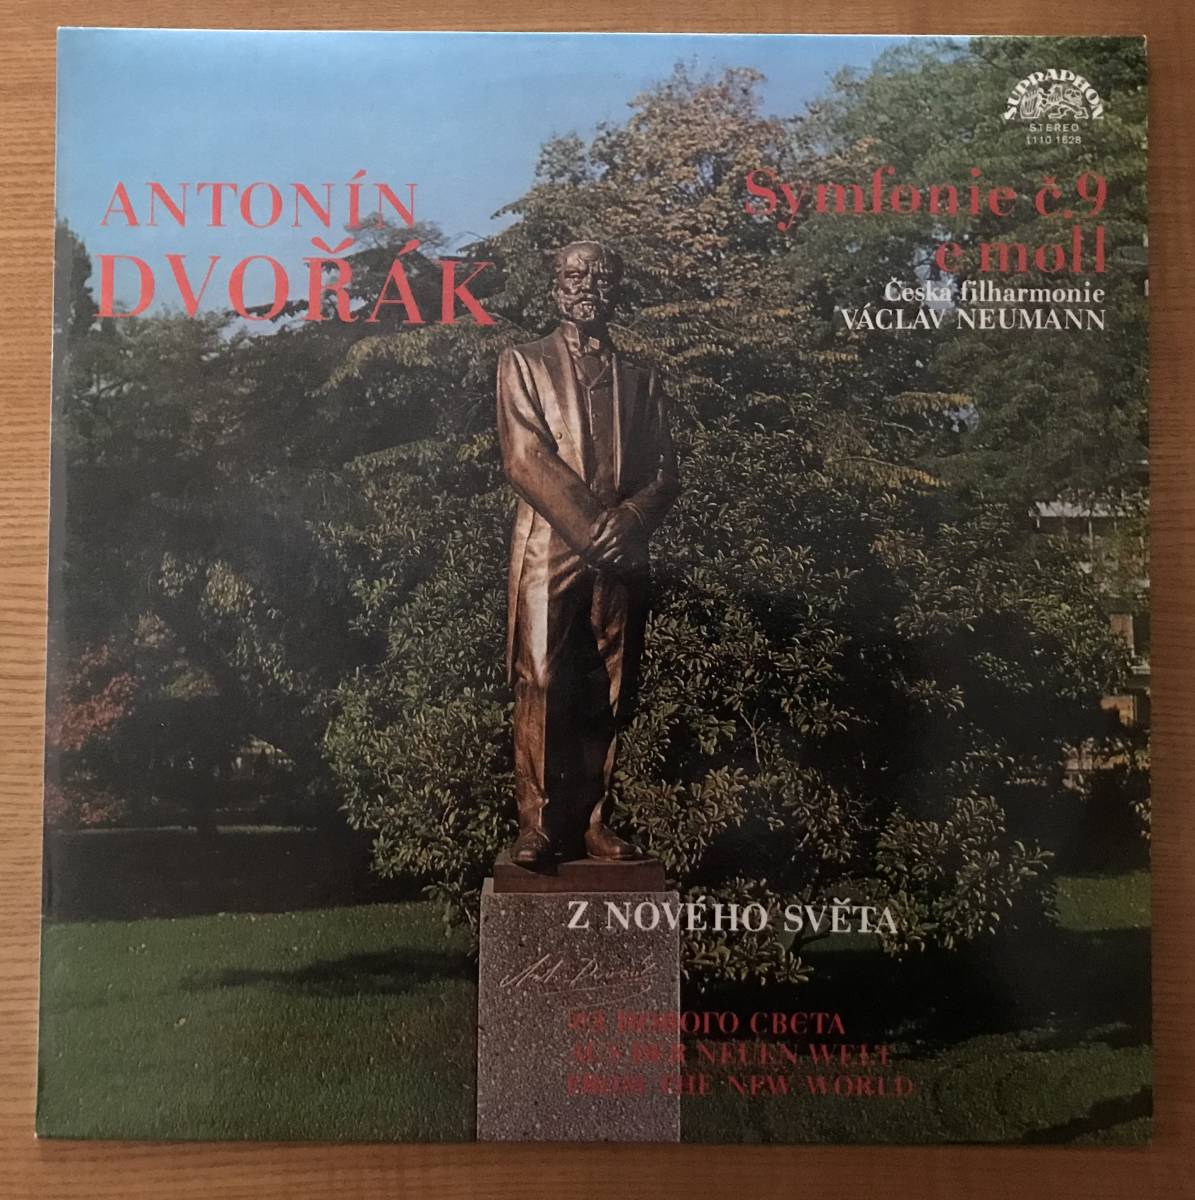 SUPRAPHON
STEREO
1110 1628
ANTONÍN
DVOŘÁK
Symfonie č.9
e moll
Česká filharmonie
VÁCLAV NEUMANN
Z NOVÉHO SVĚTA
ИЗ НОВОГО СВЕТА
AUS DER NEUEN WELT
FROM THE NEW WORLD